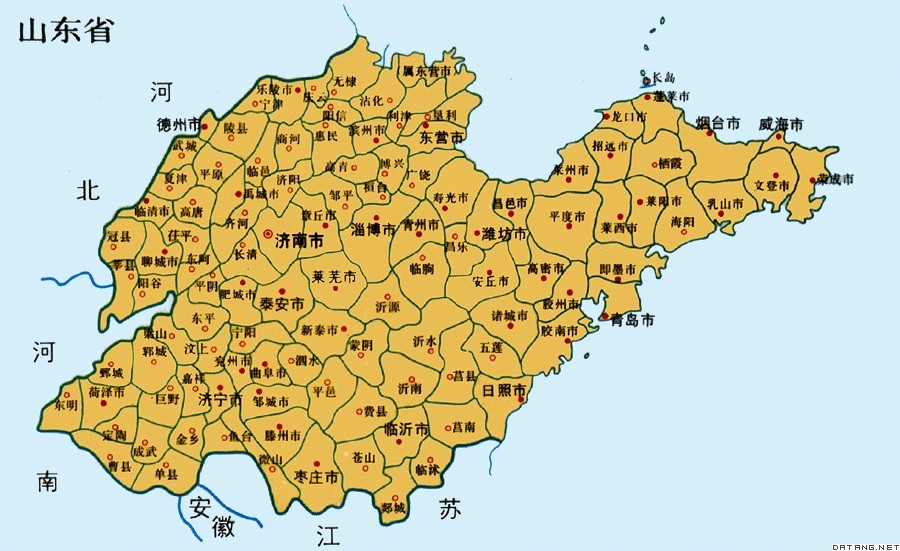 山东省
河
北
河
南
安
徽
江
苏
长岛
蓬莱市
龙口市
烟台市
威海市
荣成市
文登市
乳山市
栖霞
招远市
莱州市
莱阳市
莱西市
海阳
即墨市
青岛市
平度市
胶州市
胶南市
高密市
昌邑市
潍坊市
寿光市
昌乐
安丘市
诸城市
青州市
临朐
五莲
日照市
莒县
莒南
属东营市
无棣
乐陵市
庆云
宁津
阳信
沾化
利津
垦利
东营市
惠民
滨州市
德州市
陵县
商河
武城
平原
临邑
济阳
高青
博兴
广饶
桓台
邹平
夏津
禹城市
临清市
高唐
齐河
章丘市
济南市
淄博市
冠县
茌平
聊城市
东阿
长清
莘县
阳谷
平阴
肥城市
泰安市
莱芜市
沂源
东平
宁阳
新泰市
蒙阴
沂水
梁山
郓城
汶上
兖州市
曲阜市
泗水
鄄城
嘉祥
平邑
沂南
东明
荷泽市
巨野
济宁市
邹城市
费县
临沂市
定陶
成武
金乡
鱼台
滕州市
曹县
单县
微山
枣庄市
苍山
临沭
郯城
DATANG.NET